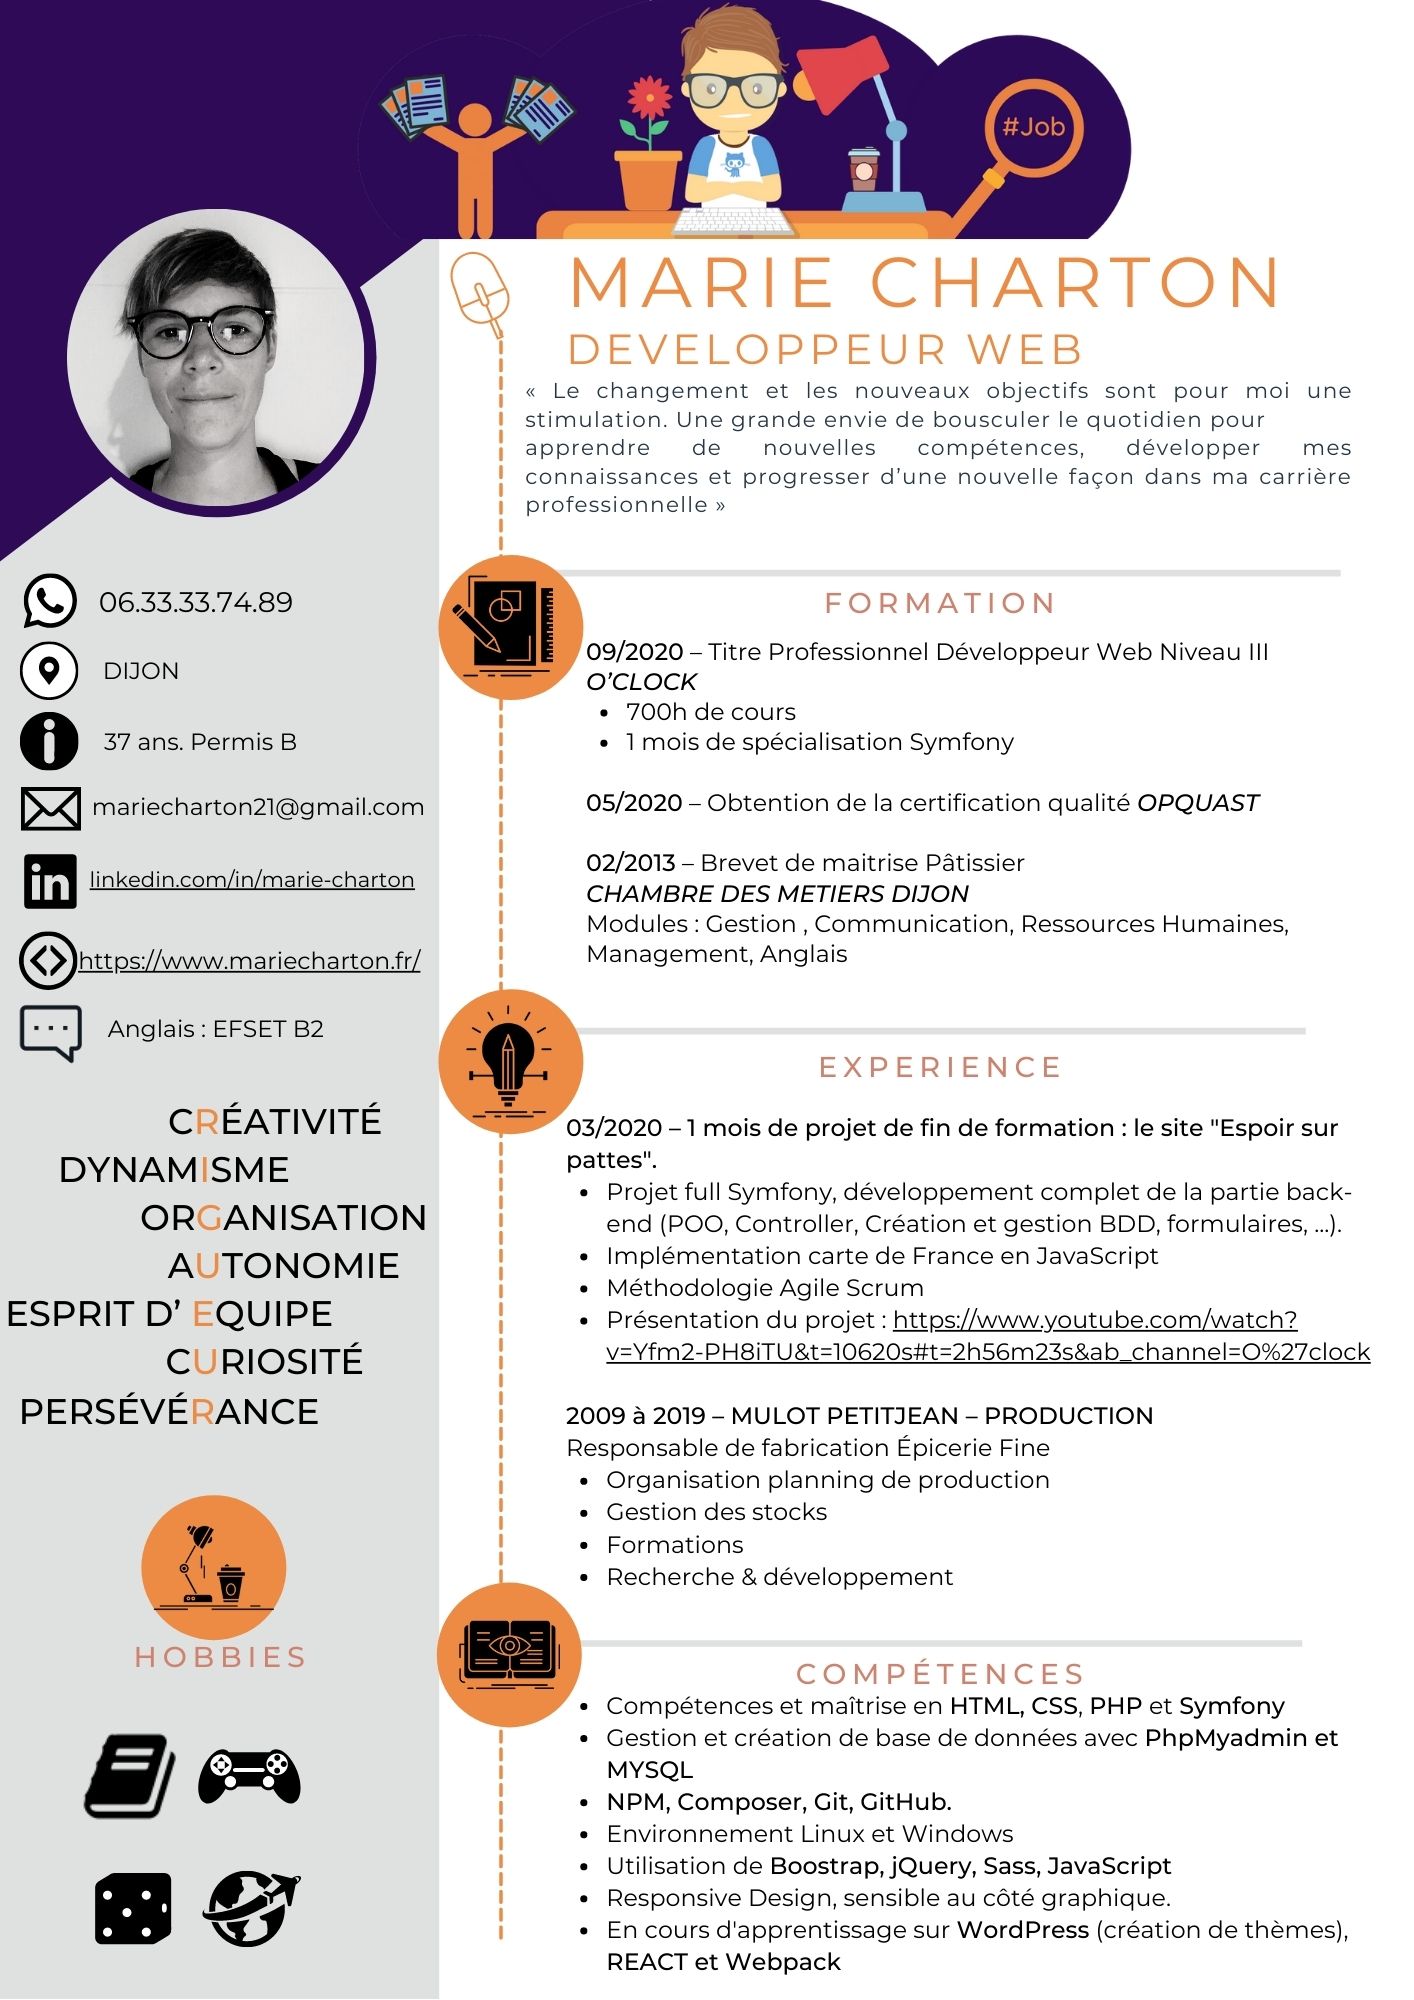 #Job
MARIE CHARTON
DEVELOPPEUR WEB
« Le changement et les nouveaux objectifs sont pour moi une
stimulation. Une grande envie de bousculer le quotidien pour
apprendre de nouvelles compétences, développer mes
connaissances et progresser d’une nouvelle façon dans ma carrière
professionnelle »
06.33.33.74.89
DIJON
37 ans. Permis B
mariecharton21@gmail.com
in
linkedin.com/in/marie-charton
https://www.mariecharton.fr/
Anglais : EFSET B2
CRÉATIVITÉ
DYNAMISME
ORGANISATION
AUTONOMIE
ESPRIT D’ EQUIPE
CURIOSITÉ
PERSÉVÉRANCE
HOBBIES
FORMATION
09/2020 – Titre Professionnel Développeur Web Niveau III
O’CLOCK
• 700h de cours
• 1 mois de spécialisation Symfony
05/2020 – Obtention de la certification qualité OPQUAST
02/2013 – Brevet de maitrise Pâtissier
CHAMBRE DES METIERS DIJON
Modules : Gestion , Communication, Ressources Humaines,
Management, Anglais
EXPERIENCE
03/2020 – 1 mois de projet de fin de formation : le site "Espoir sur
pattes".
• Projet full Symfony, développement complet de la partie back-
end (POO, Controller, Création et gestion BDD, formulaires, ...).
• Implémentation carte de France en JavaScript
• Méthodologie Agile Scrum
• Présentation du projet : https://www.youtube.com/watch?
v=Yfm2-PH8iTU&t=10620s#t=2h56m23s&ab_channel=O%27clock
2009 à 2019 – MULOT PETITJEAN – PRODUCTION
Responsable de fabrication Épicerie Fine
• Organisation planning de production
• Gestion des stocks
• Formations
• Recherche & développement
COMPÉTENCES
• Compétences et maîtrise en HTML, CSS, PHP et Symfony
• Gestion et création de base de données avec PhpMyadmin et
MYSQL
• NPM, Composer, Git, GitHub.
• Environnement Linux et Windows
• Utilisation de Boostrap, jQuery, Sass, JavaScript
• Responsive Design, sensible au côté graphique.
• En cours d'apprentissage sur WordPress (création de thèmes),
REACT et Webpack